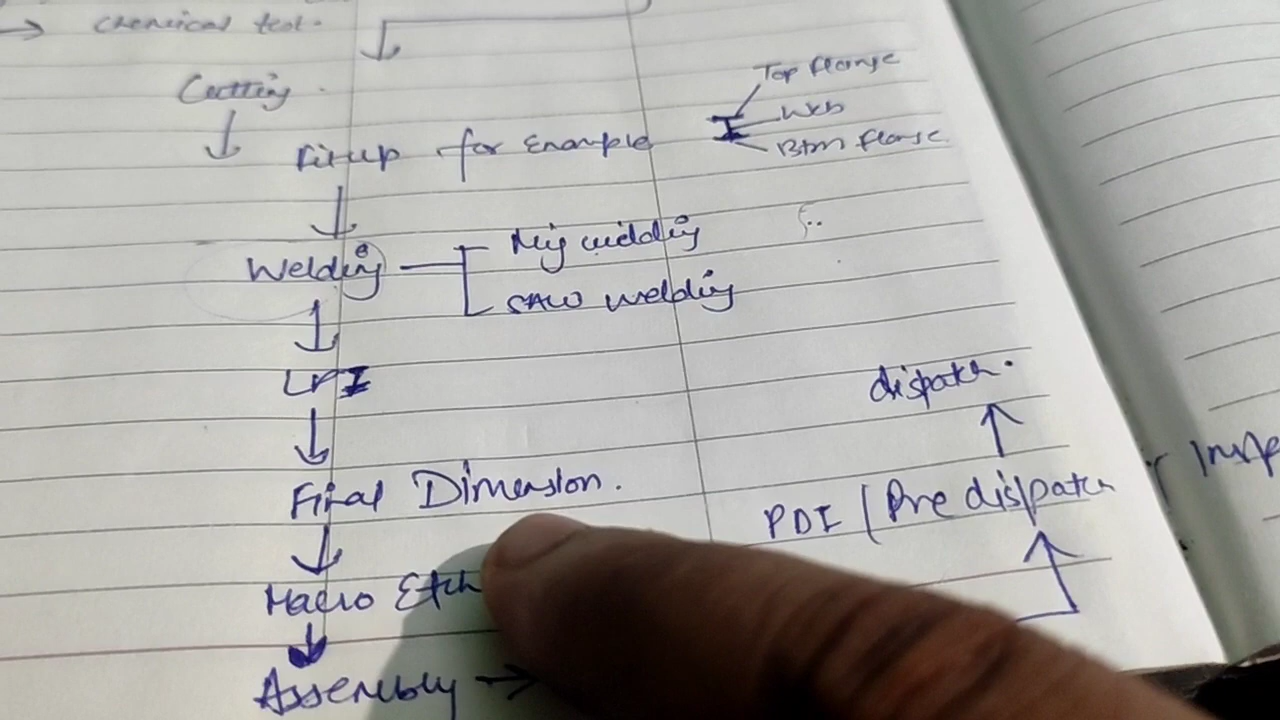 → Chemical test.
Cutting.
Fitup for Example
Top flange
Web
Btm flange
Welding
Mig welding
SAW welding
LPI
Final Dimension.
Macro Etch
Assembly →
dispatch.
PDI (Pre dispatch